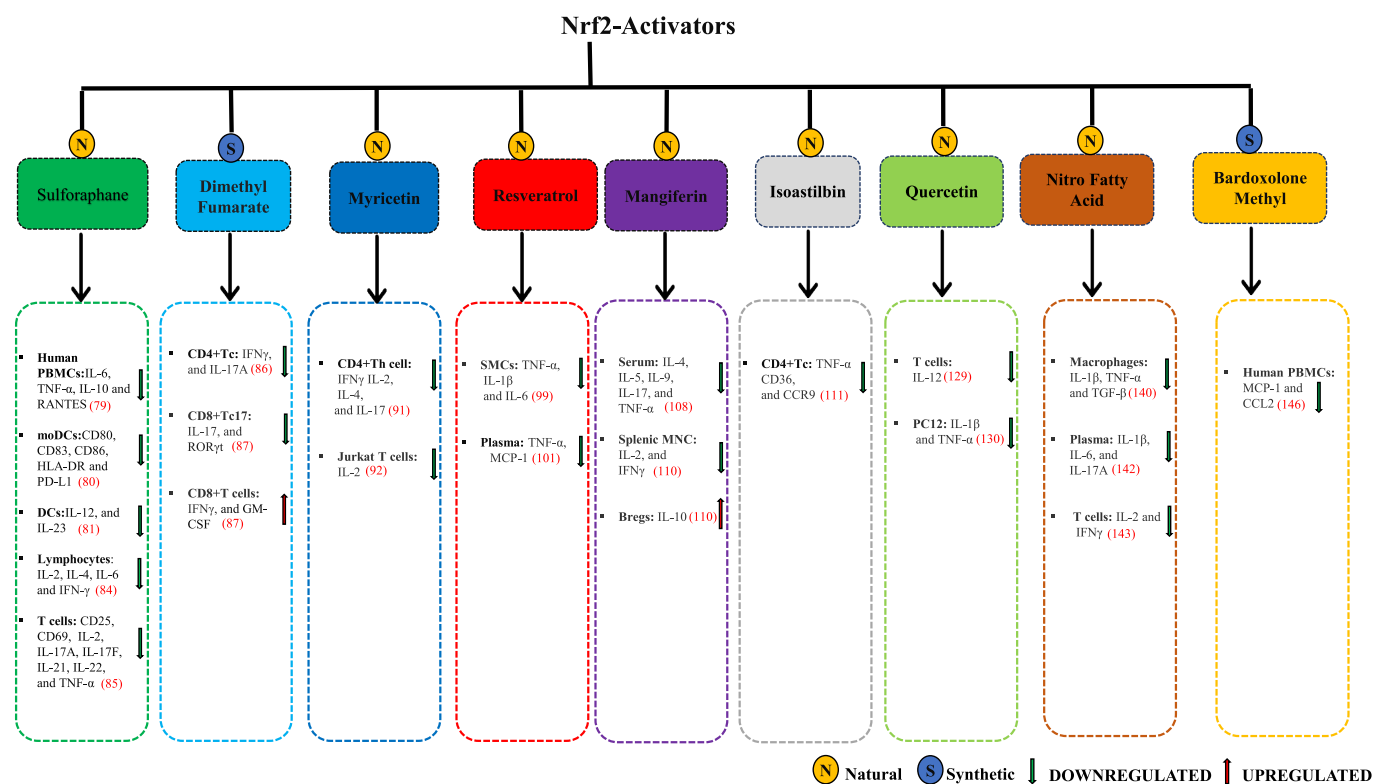 Nrf2-Activators
N
S
N
N
N
N
N
N
S
Sulforaphane
Dimethyl
Fumarate
Myricetin
Resveratrol
Mangiferin
Isoastilbin
Quercetin
Nitro Fatty
Acid
Bardoxolone
Methyl
▪ Human
PBMCs:IL-6,
TNF-α, IL-10 and
RANTES (79)
▪ moDCs:CD80,
CD83, CD86,
HLA-DR and
PD-L1 (80)
▪ DCs:IL-12, and
IL-23 (81)
▪ Lymphocytes:
IL-2, IL-4, IL-6
and IFN-γ (84)
▪ T cells: CD25,
CD69, IL-2,
IL-17A, IL-17F,
IL-21, IL-22,
and TNF-α (85)
▪ CD4+Tc: IFNγ,
and IL-17A (86)
▪ CD8+Tc17:
IL-17, and
RORγt (87)
▪ CD8+T cells:
IFNγ, and GM-
CSF (87)
▪ CD4+Th cell:
IFNγ IL-2,
IL-4,
and IL-17 (91)
▪ Jurkat T cells:
IL-2 (92)
▪ SMCs: TNF-α,
IL-1β
and IL-6 (99)
▪ Plasma: TNF-α,
MCP-1 (101)
▪ Serum: IL-4,
IL-5, IL-9,
IL-17, and
TNF-α (108)
▪ Splenic MNC:
IL-2, and
IFNγ (110)
▪ Bregs: IL-10 (110)
▪ CD4+Tc: TNF-α
CD36,
and CCR9 (111)
▪ T cells:
IL-12 (129)
▪ PC12: IL-1β
and TNF-α (130)
▪ Macrophages:
IL-1β, TNF-α
and TGF-β (140)
▪ Plasma: IL-1β,
IL-6, and
IL-17A (142)
▪ T cells: IL-2 and
IFNγ (143)
▪ Human PBMCs:
MCP-1 and
CCL2 (146)
N Natural S Synthetic DOWNREGULATED UPREGULATED